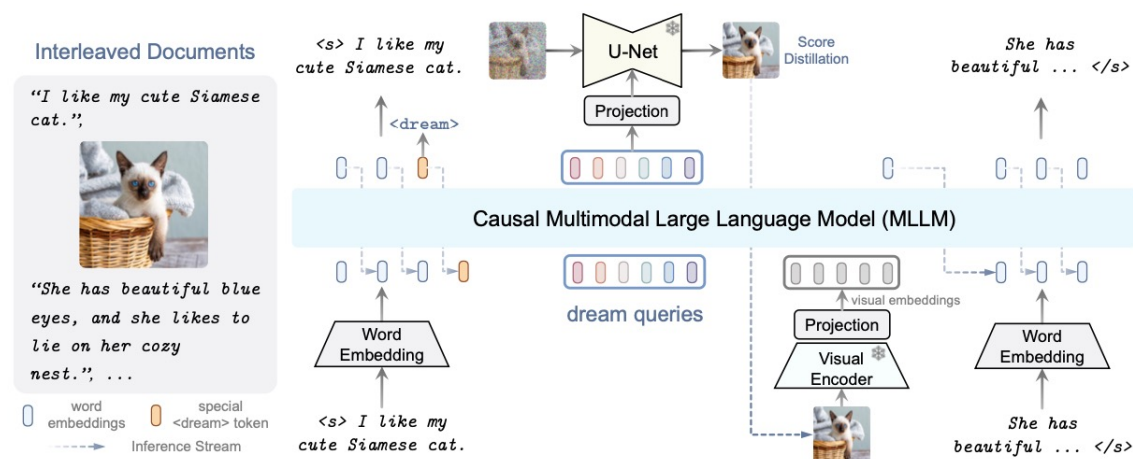 Interleaved Documents
“I like my cute Siamese
cat.”,
“She has beautiful blue
eyes, and she likes to
lie on her cozy
nest.”, ...
word
embeddings
special
<dream> token
Inference Stream
<s> I like my
cute Siamese cat.
<dream>
U-Net
Score
Distillation
Projection
She has
beautiful ... </s>
Causal Multimodal Large Language Model (MLLM)
dream queries
visual embeddings
Projection
Visual
Encoder
Word
Embedding
<s> I like my
cute Siamese cat.
Word
Embedding
She has
beautiful ... </s>